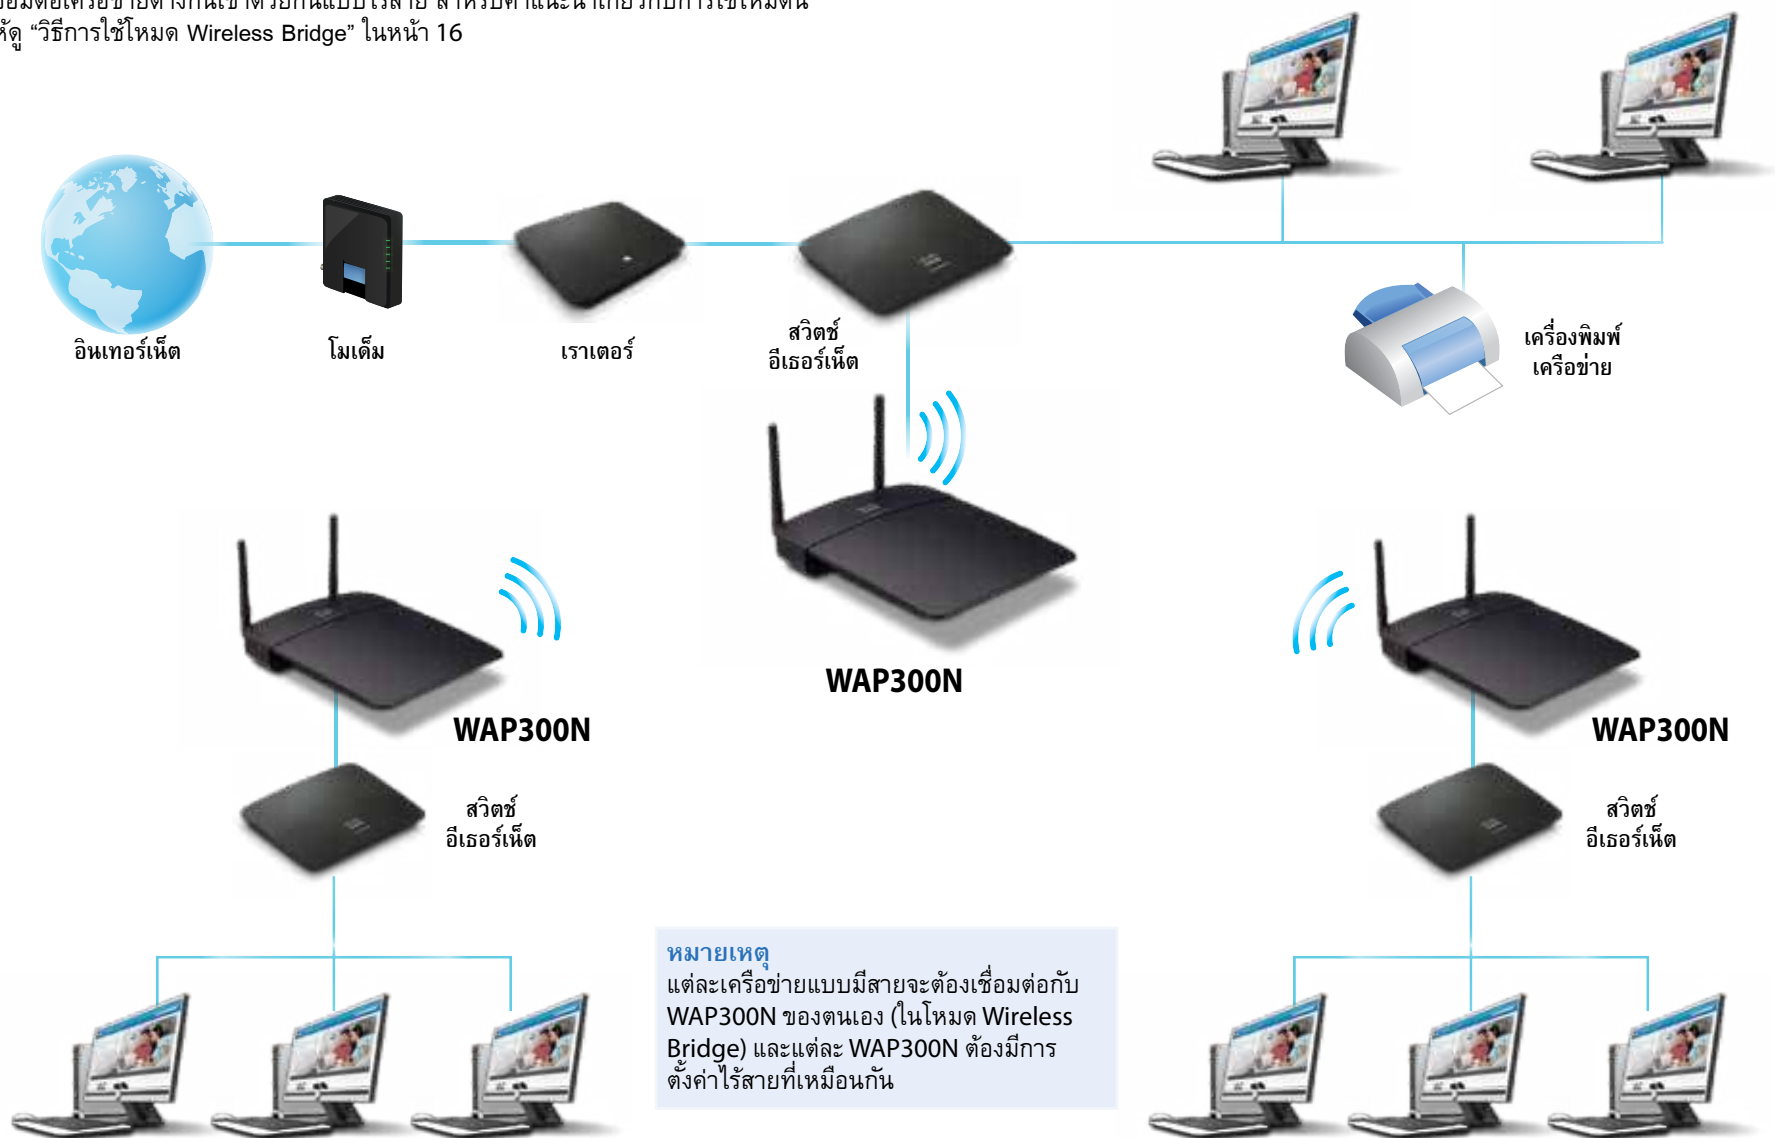 ให้ดู “วิธีการใช้โหมด Wireless Bridge” ในหน้า 16
อินเทอร์เน็ต
โมเด็ม
เราเตอร์
สวิตช์
อีเธอร์เน็ต
เครื่องพิมพ์
เครือข่าย
WAP300N
WAP300N
WAP300N
สวิตช์
อีเธอร์เน็ต
สวิตช์
อีเธอร์เน็ต
หมายเหตุ
แต่ละเครือข่ายแบบมีสายจะต้องเชื่อมต่อกับ
WAP300N ของตนเอง (ในโหมด Wireless
Bridge) และแต่ละ WAP300N ต้องมีการ
ตั้งค่าไร้สายที่เหมือนกัน